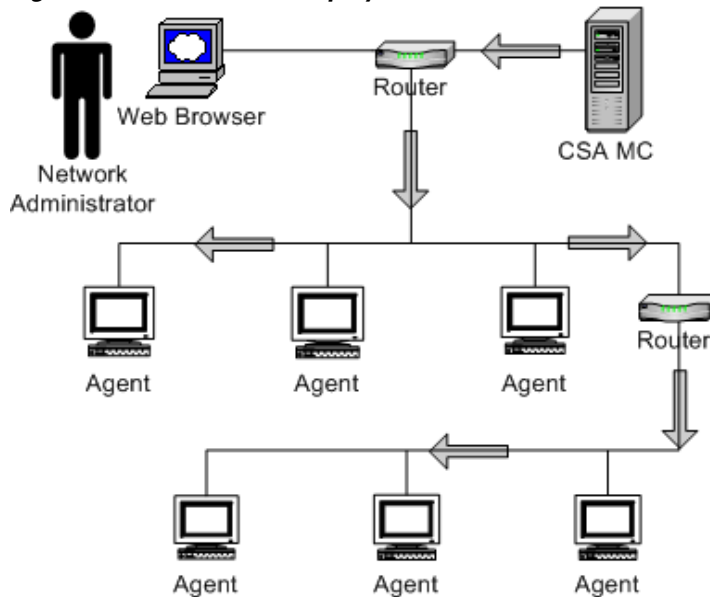 Web Browser
Router
CSA MC
Network
Administrator
Router
Agent
Agent
Agent
Agent
Agent
Agent